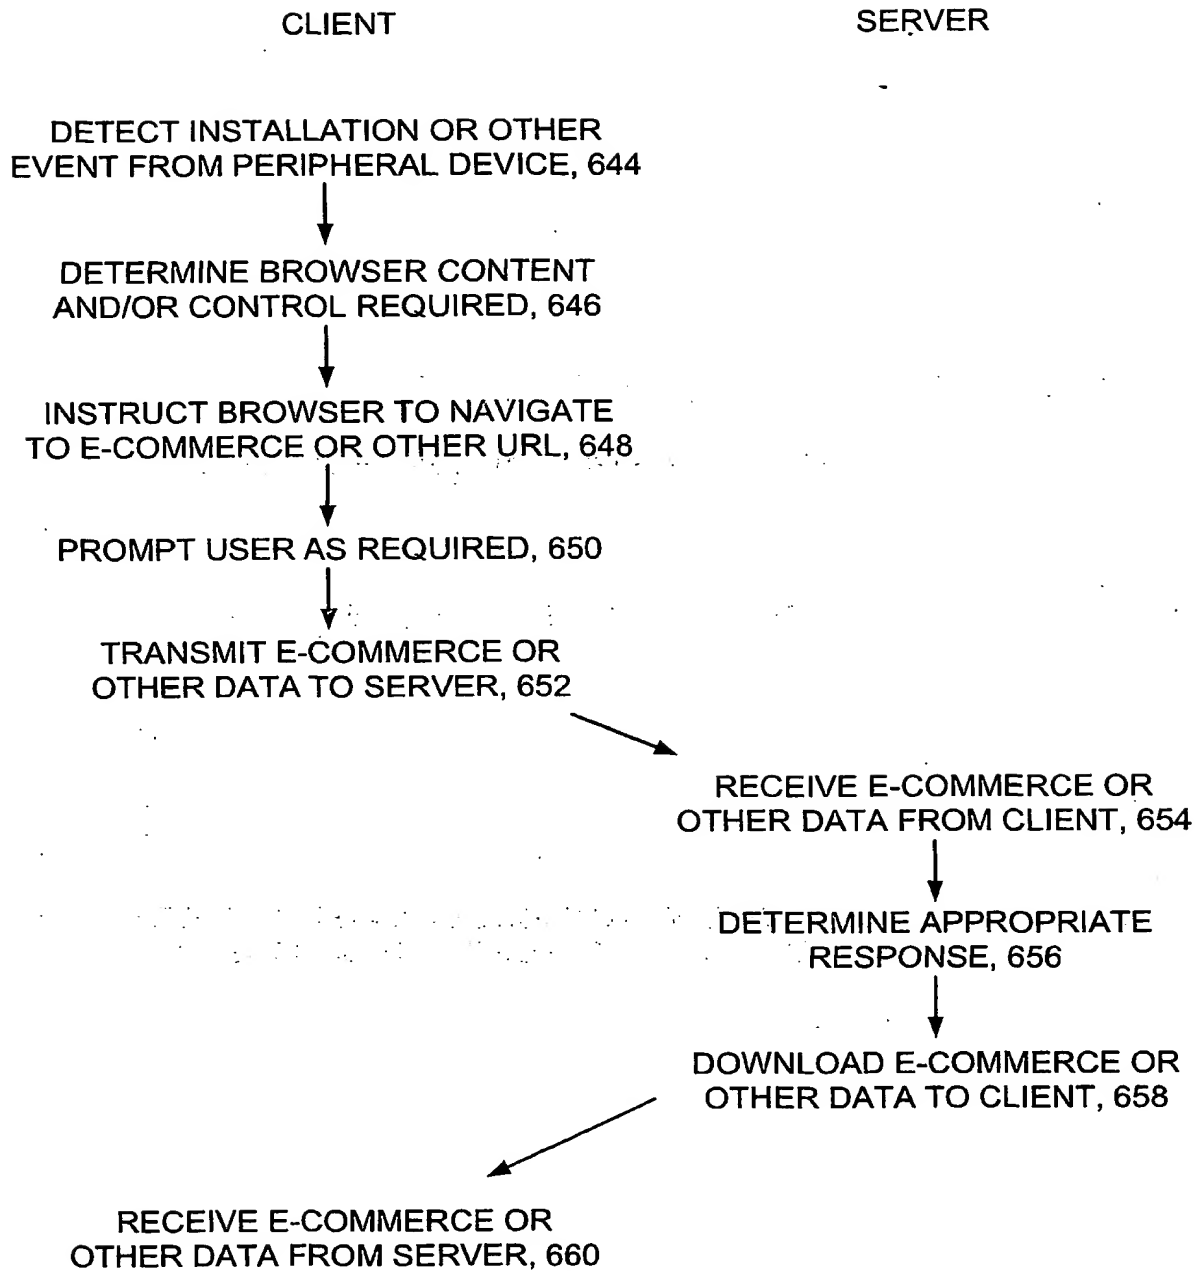 CLIENT
SERVER
DETECT INSTALLATION OR OTHER
EVENT FROM PERIPHERAL DEVICE, 644
DETERMINE BROWSER CONTENT
AND/OR CONTROL REQUIRED, 646
INSTRUCT BROWSER TO NAVIGATE
TO E-COMMERCE OR OTHER URL, 648
PROMPT USER AS REQUIRED, 650
TRANSMIT E-COMMERCE OR
OTHER DATA TO SERVER, 652
RECEIVE E-COMMERCE OR
OTHER DATA FROM CLIENT, 654
DETERMINE APPROPRIATE
RESPONSE, 656
DOWNLOAD E-COMMERCE OR
OTHER DATA TO CLIENT, 658
RECEIVE E-COMMERCE OR
OTHER DATA FROM SERVER, 660